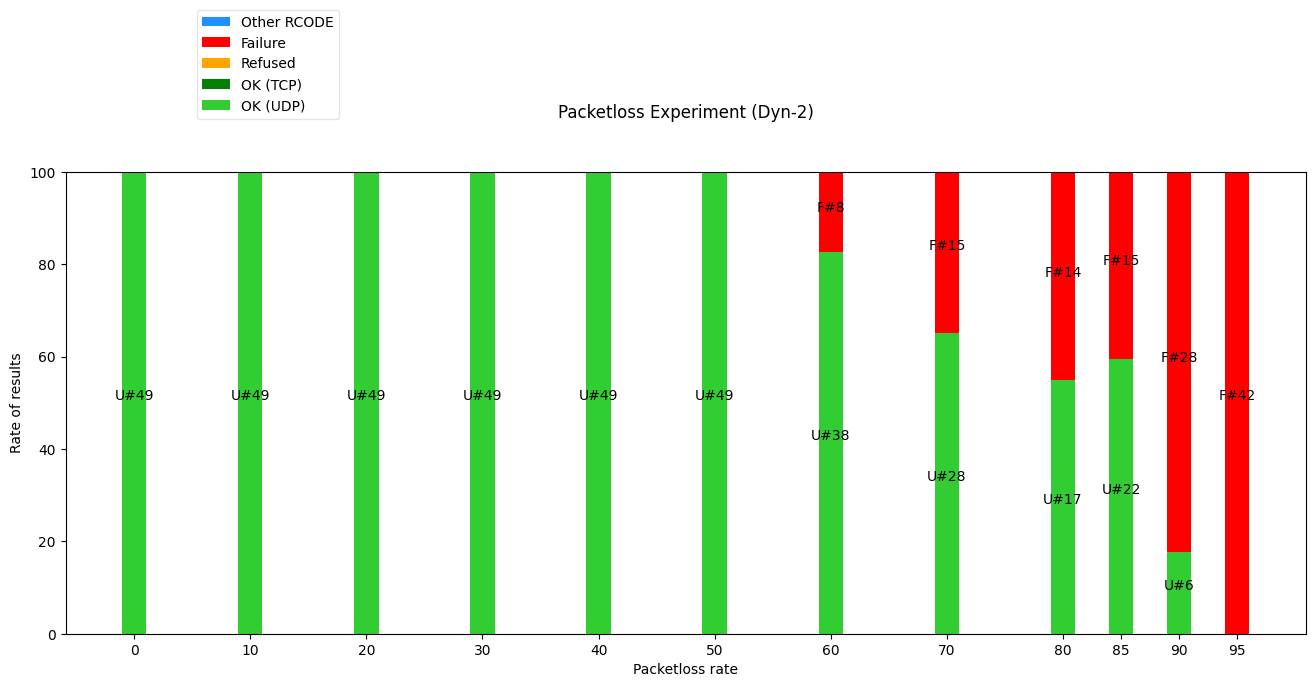 Other RCODE
Failure
Refused
OK (TCP)
OK (UDP)
Packetloss Experiment (Dyn-2)
100
80
60
40
20
0
Rate of results
U#49
U#49
U#49
U#49
U#49
U#49
F#8
U#38
F#15
U#28
F#14
U#17
F#15
U#22
F#28
U#6
F#42
0 10 20 30 40 50 60 70 80 85 90 95
Packetloss rate